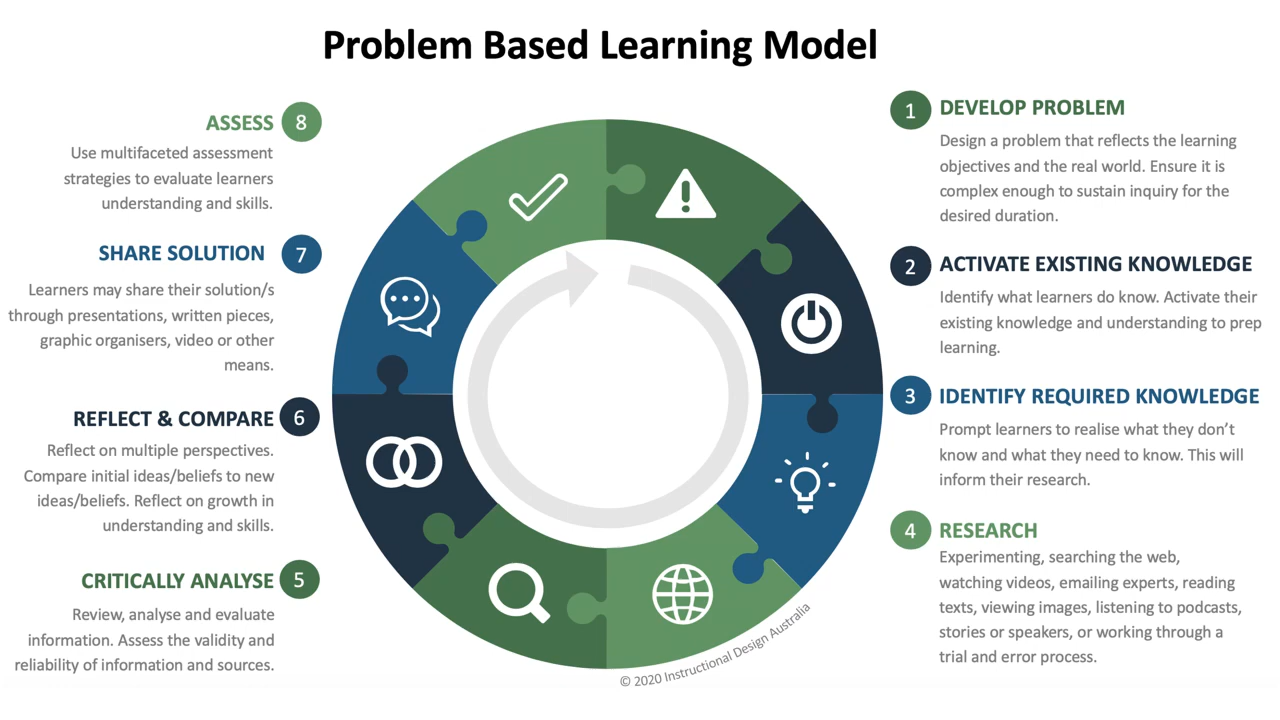 Problem Based Learning Model
1
DEVELOP PROBLEM
Design a problem that reflects the learning
objectives and the real world. Ensure it is
complex enough to sustain inquiry for the
desired duration.
2
ACTIVATE EXISTING KNOWLEDGE
Identify what learners do know. Activate their
existing knowledge and understanding to prep
learning.
3
IDENTIFY REQUIRED KNOWLEDGE
Prompt learners to realise what they don’t
know and what they need to know. This will
inform their research.
4
RESEARCH
Experimenting, searching the web,
watching videos, emailing experts, reading
texts, viewing images, listening to podcasts,
stories or speakers, or working through a
trial and error process.
CRITICALLY ANALYSE
5
Review, analyse and evaluate
information. Assess the validity and
reliability of information and sources.
REFLECT & COMPARE
6
Reflect on multiple perspectives.
Compare initial ideas/beliefs to new
ideas/beliefs. Reflect on growth in
understanding and skills.
SHARE SOLUTION
7
Learners may share their solution/s
through presentations, written pieces,
graphic organisers, video or other
means.
ASSESS
8
Use multifaceted assessment
strategies to evaluate learners
understanding and skills.
© 2020 Instructional Design Australia